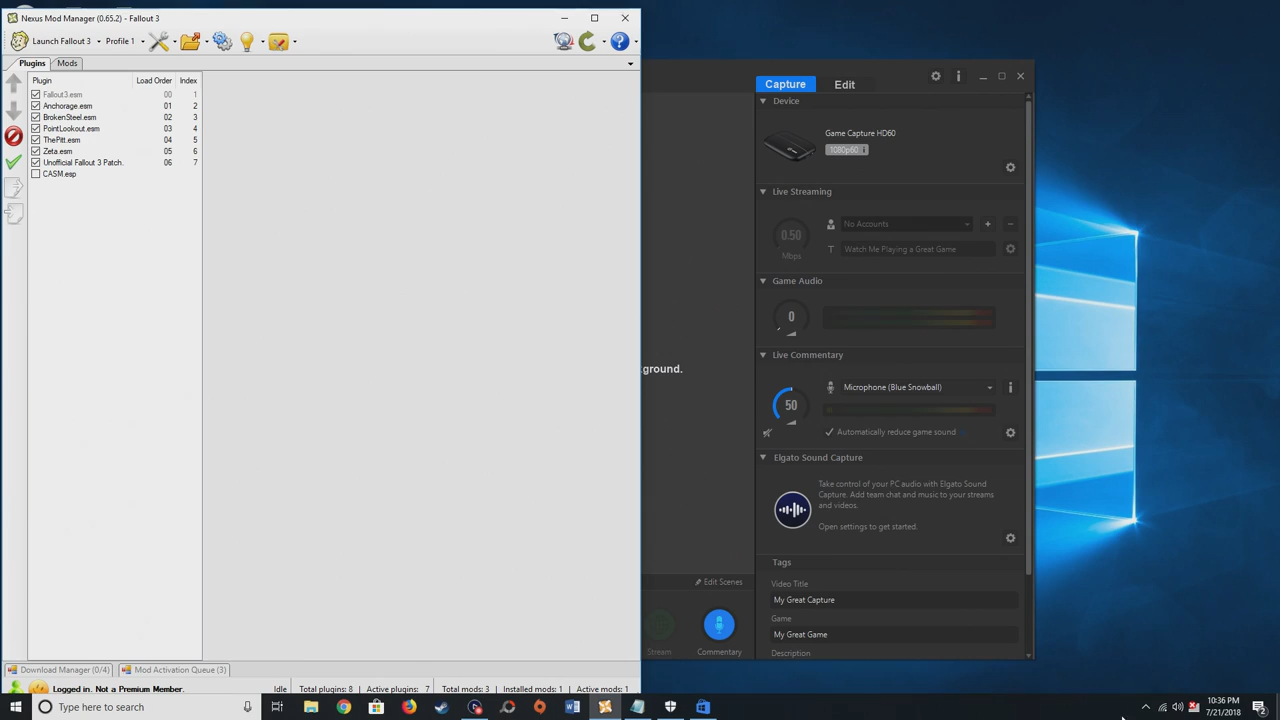 Nexus Mod Manager (0.65.2) - Fallout 3
Launch Fallout 3 Profile 1
Plugins Mods
Plugin Load Order Index
Fallout3.esm 00 1
Anchorage.esm 01 2
BrokenSteel.esm 02 3
PointLookout.esm 03 4
ThePitt.esm 04 5
Zeta.esm 05 6
Unofficial Fallout 3 Patch. 06 7
CASM.esp
Download Manager (0/4) Mod Activation Queue (3)
Logged in. Not a Premium Member. Idle Total plugins: 8 Active plugins: 7 Total mods: 3 Installed mods: 1 Active mods: 1
Capture Edit
Device
Game Capture HD60
1080p60
Live Streaming
0.50
Mbps
No Accounts
Watch Me Playing a Great Game
Game Audio
0
ground.
Live Commentary
Microphone (Blue Snowball)
50
Automatically reduce game sound
Elgato Sound Capture
Take control of your PC audio with Elgato Sound
Capture. Add team chat and music to your streams
and videos.
Open settings to get started.
Tags
Edit Scenes
Video Title
My Great Capture
Game
My Great Game
Stream Commentary
Description
Type here to search
10:36 PM
7/21/2018
2